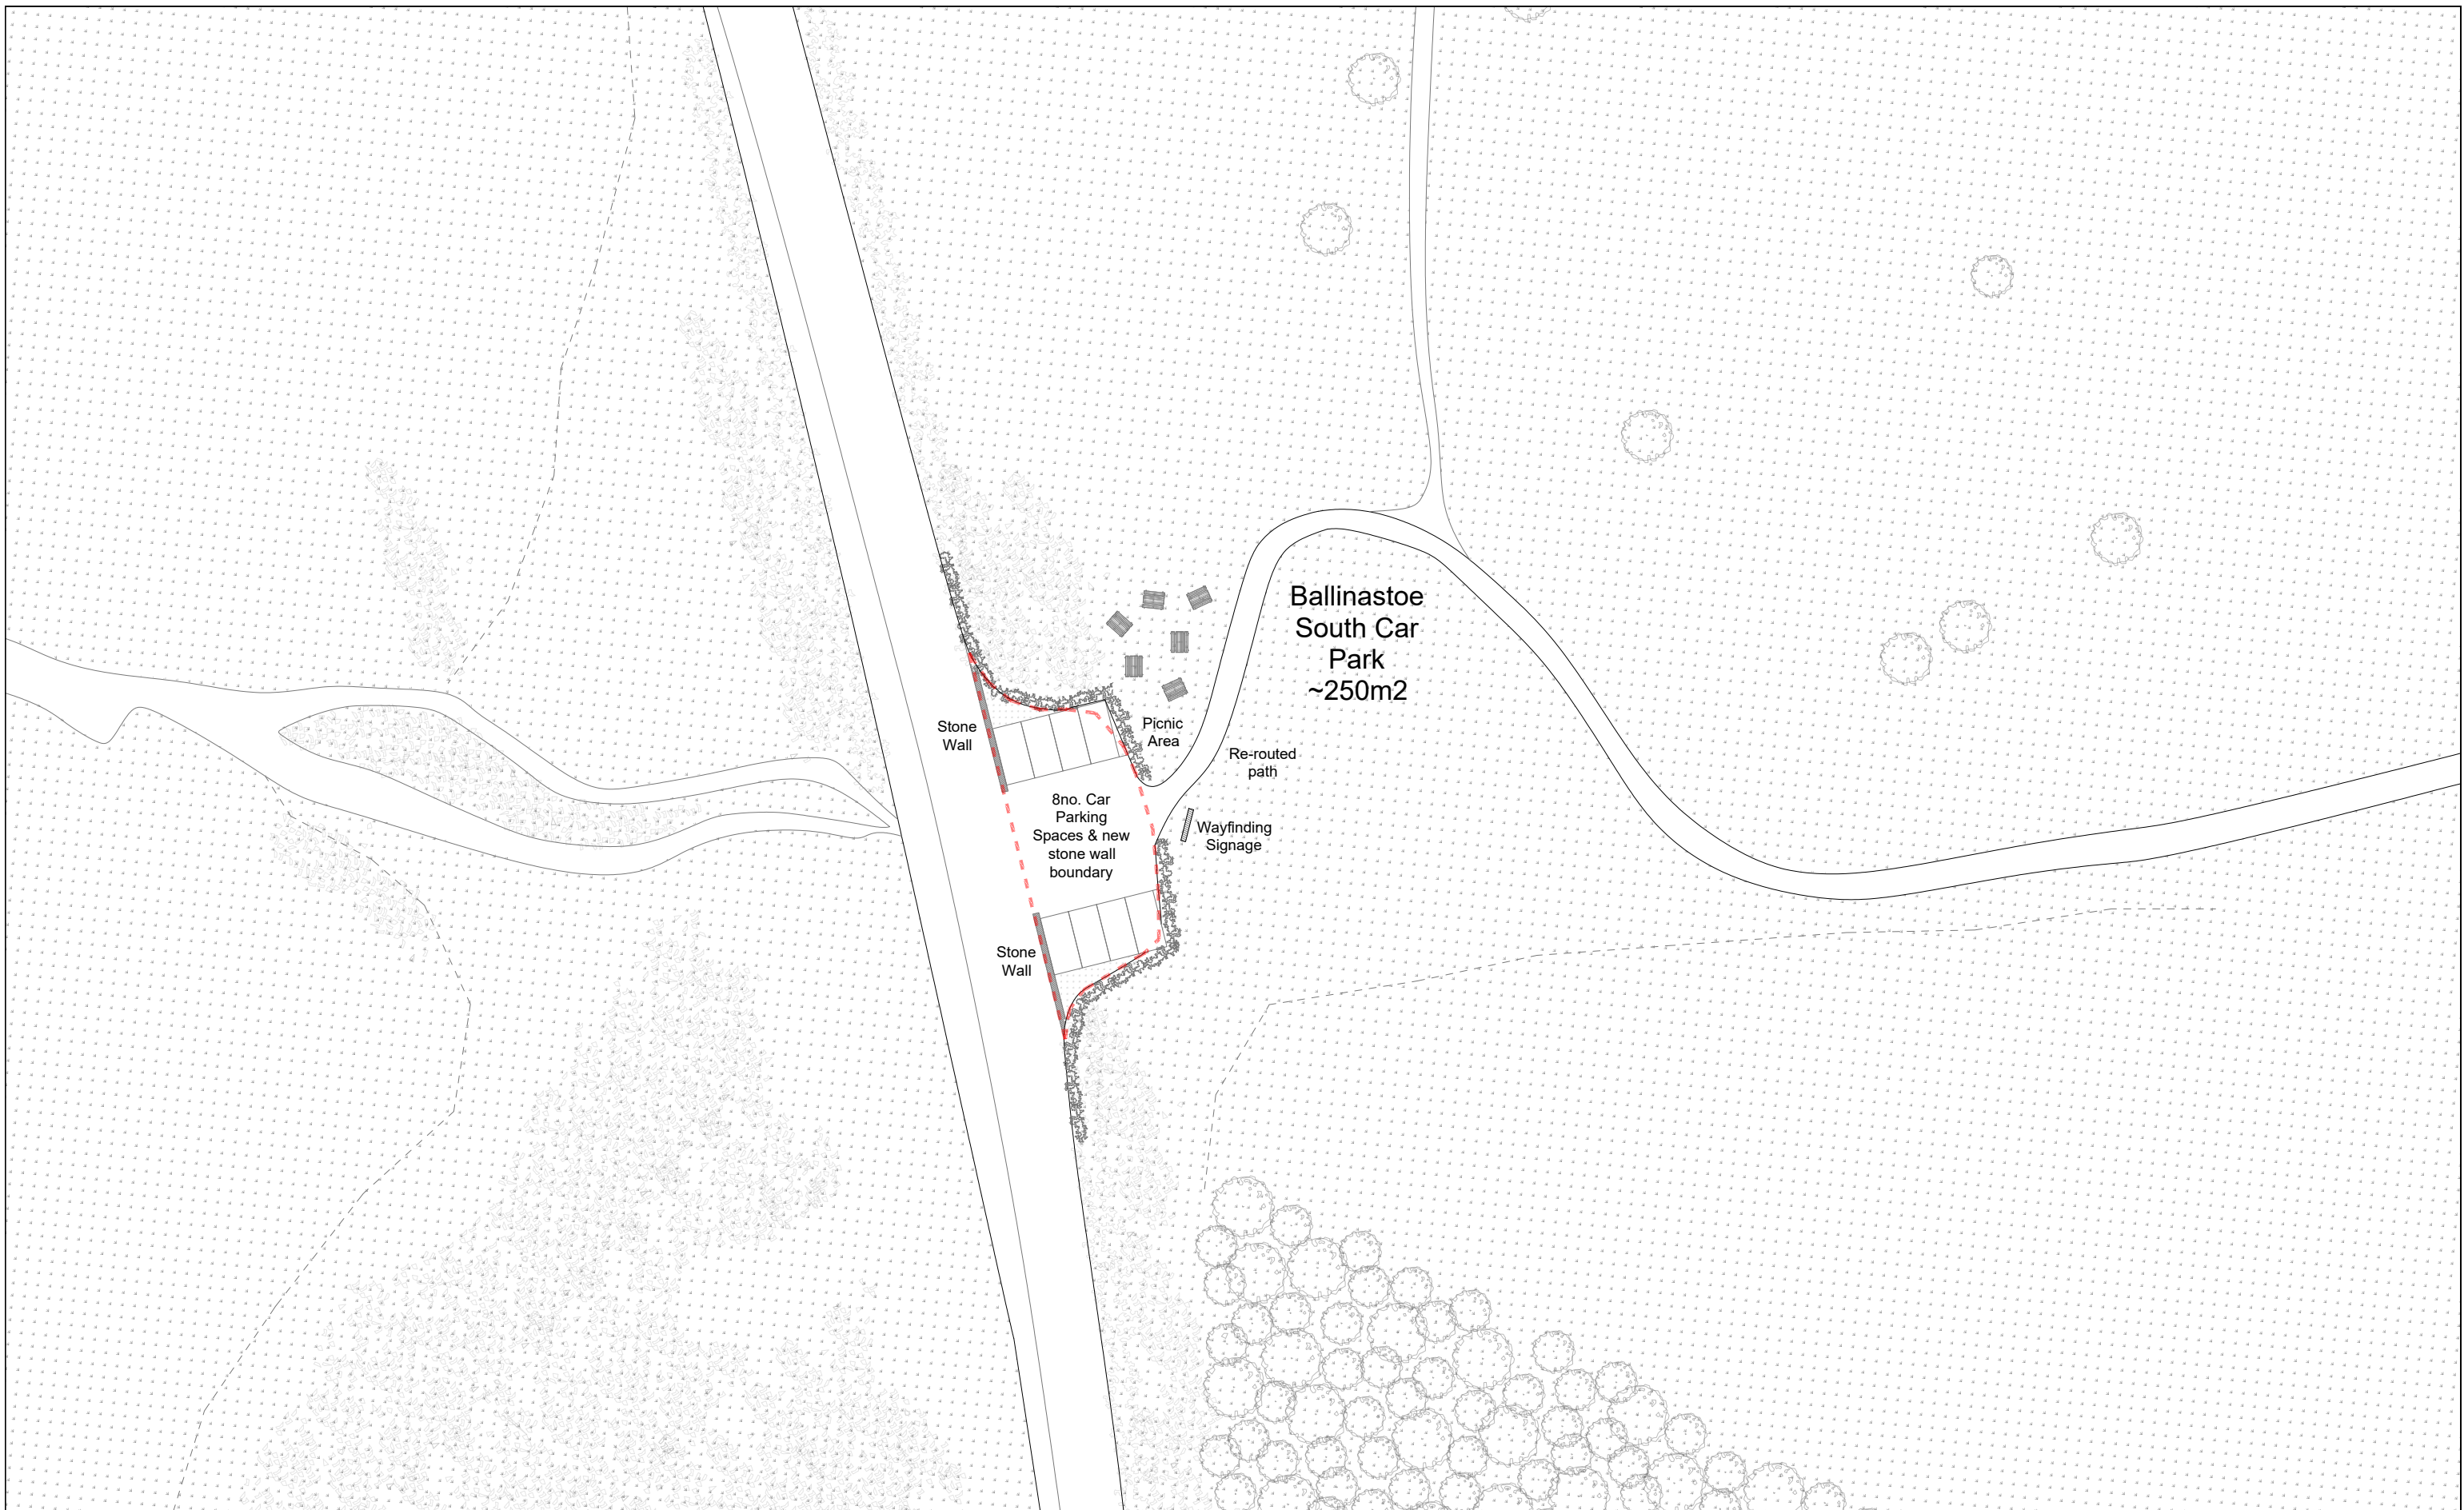 Ballinastoe
South Car
Park
~250m2
Stone
Wall
Picnic
Area
Re-routed
path
8no. Car
Parking
Spaces & new
stone wall
boundary
Wayfinding
Signage
Stone
Wall